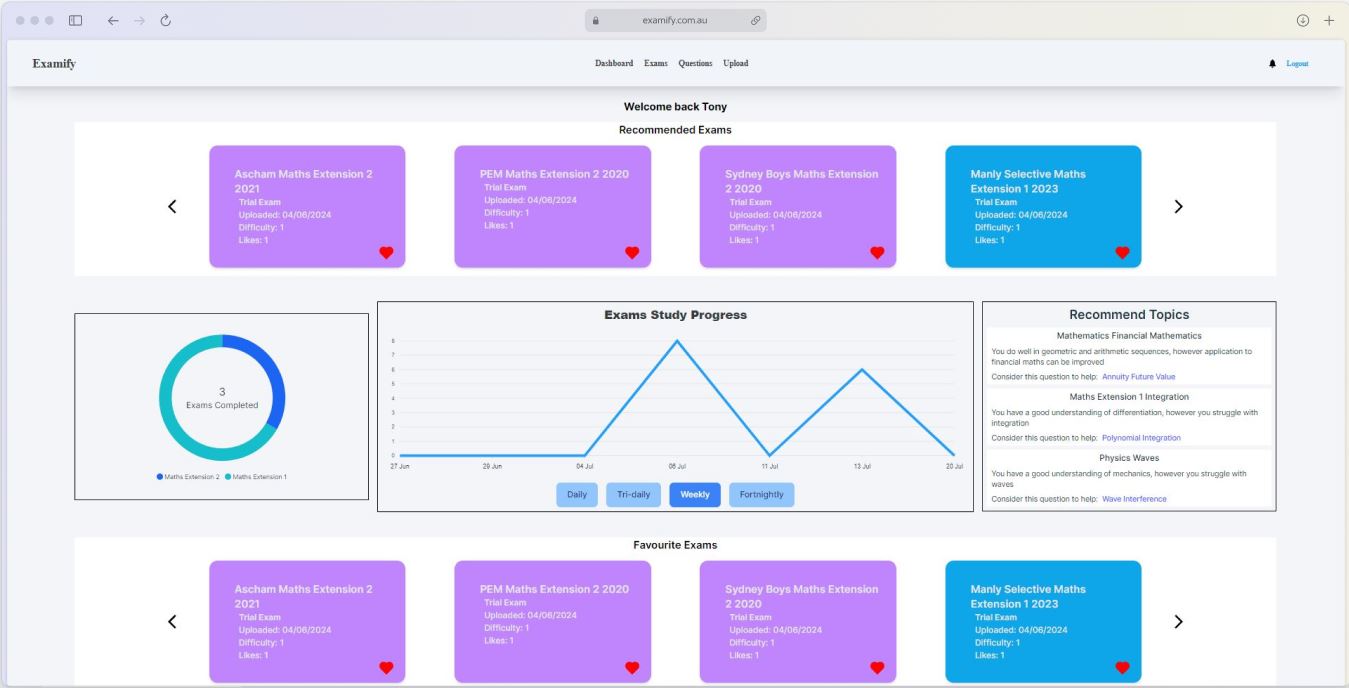 examify.com.au
Examify
Dashboard Exams Questions Upload
Logout
Welcome back Tony
Recommended Exams
Ascham Maths Extension 2
2021
Trial Exam
Uploaded: 04/06/2024
Difficulty: 1
Likes: 1
PEM Maths Extension 2 2020
Trial Exam
Uploaded: 04/06/2024
Difficulty: 1
Likes: 1
Sydney Boys Maths Extension
2 2020
Trial Exam
Uploaded: 04/06/2024
Difficulty: 1
Likes: 1
Manly Selective Maths
Extension 1 2023
Trial Exam
Uploaded: 04/06/2024
Difficulty: 1
Likes: 1
3
Exams Completed
Maths Extension 2 Maths Extension 1
Exams Study Progress
8
7
6
5
4
3
2
1
0
27 Jun 29 Jun 04 Jul 08 Jul 11 Jul 13 Jul 20 Jul
Daily Tri-daily Weekly Fortnightly
Recommend Topics
Mathematics Financial Mathematics
You do well in geometric and arithmetic sequences, however application to
financial maths can be improved
Consider this question to help: Annuity Future Value
Maths Extension 1 Integration
You have a good understanding of differentiation, however you struggle with
integration
Consider this question to help: Polynomial Integration
Physics Waves
You have a good understanding of mechanics, however you struggle with
waves
Consider this question to help: Wave Interference
Favourite Exams
Ascham Maths Extension 2
2021
Trial Exam
Uploaded: 04/06/2024
Difficulty: 1
Likes: 1
PEM Maths Extension 2 2020
Trial Exam
Uploaded: 04/06/2024
Difficulty: 1
Likes: 1
Sydney Boys Maths Extension
2 2020
Trial Exam
Uploaded: 04/06/2024
Difficulty: 1
Likes: 1
Manly Selective Maths
Extension 1 2023
Trial Exam
Uploaded: 04/06/2024
Difficulty: 1
Likes: 1